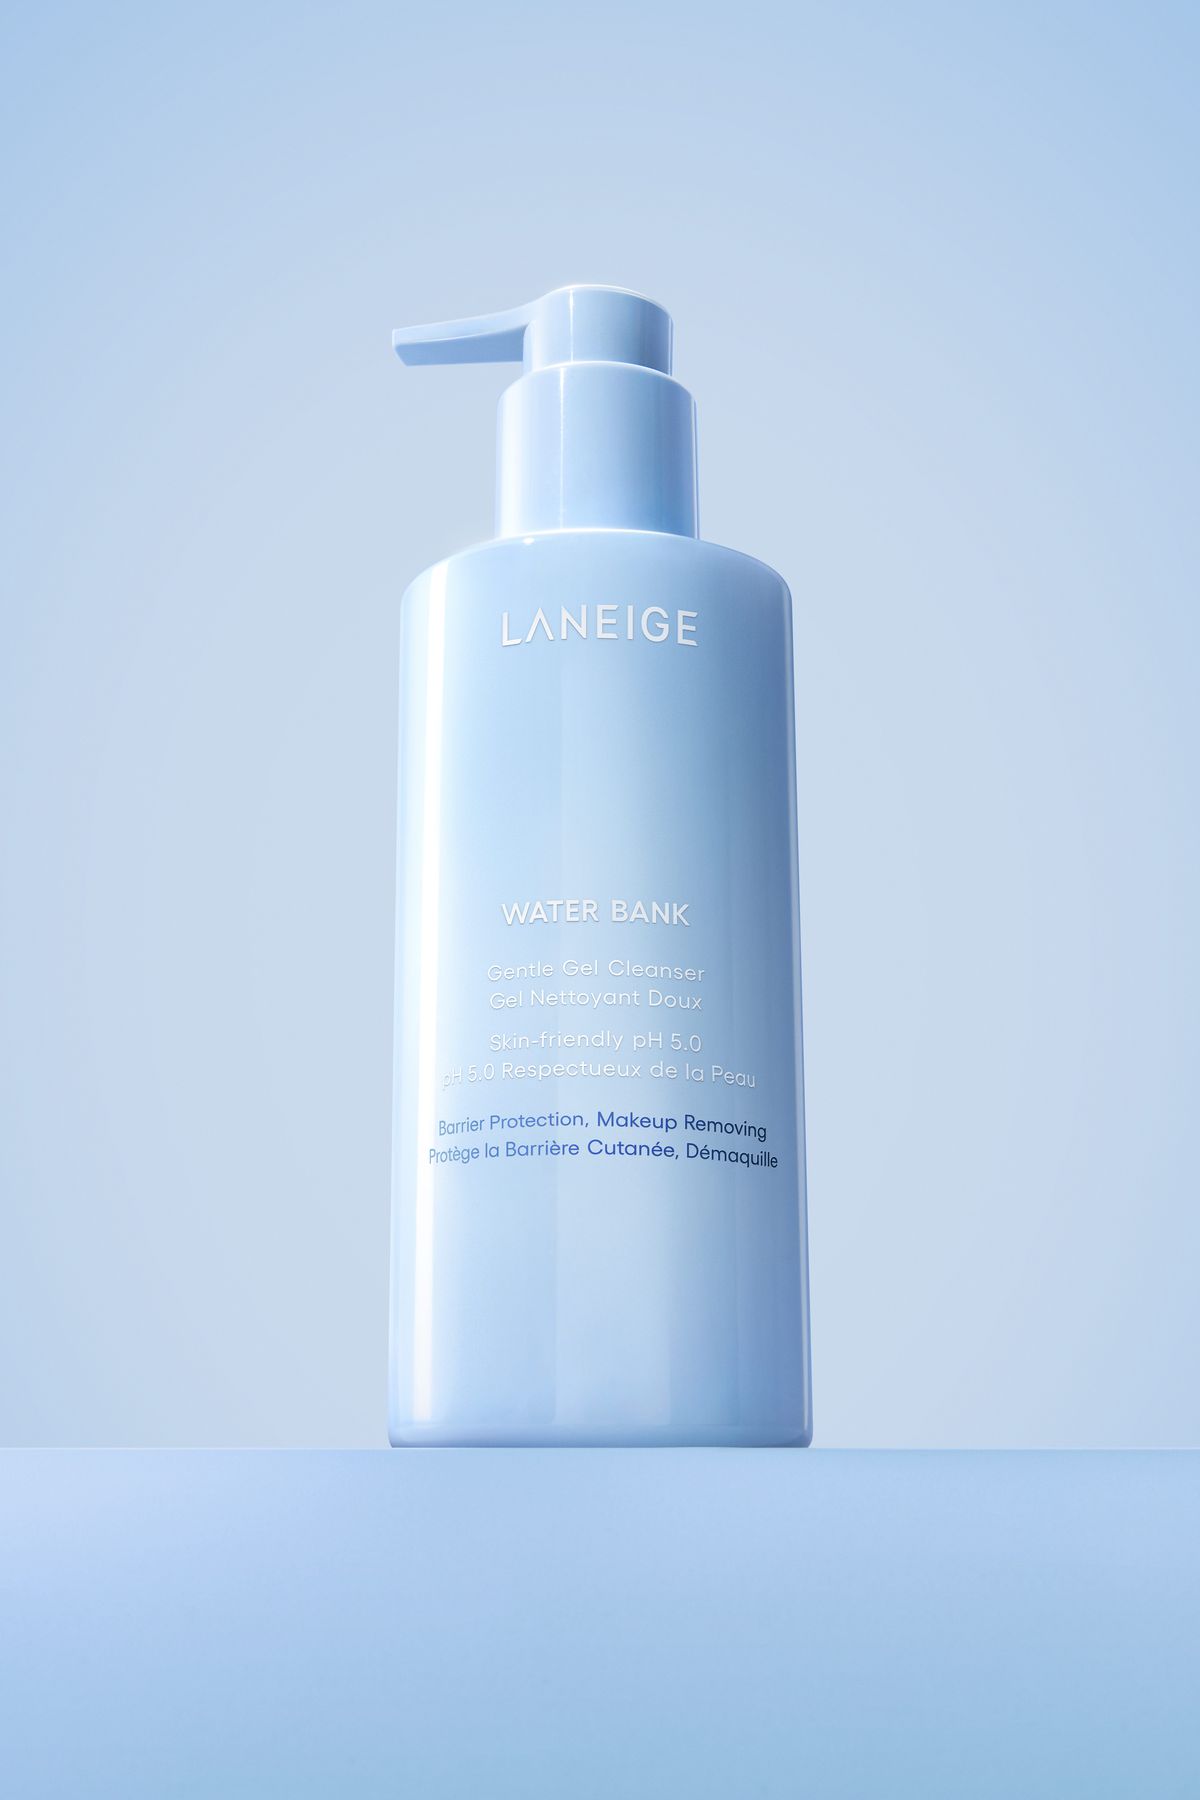 LANEIGE
WATER BANK
Gentle Gel Cleanser
Gel Nettoyant Doux
Skin-friendly pH 5.0
pH 5.0 Respectueux de la Peau
Barrier Protection, Makeup Removing
Protège la Barrière Cutanée, Démaquille